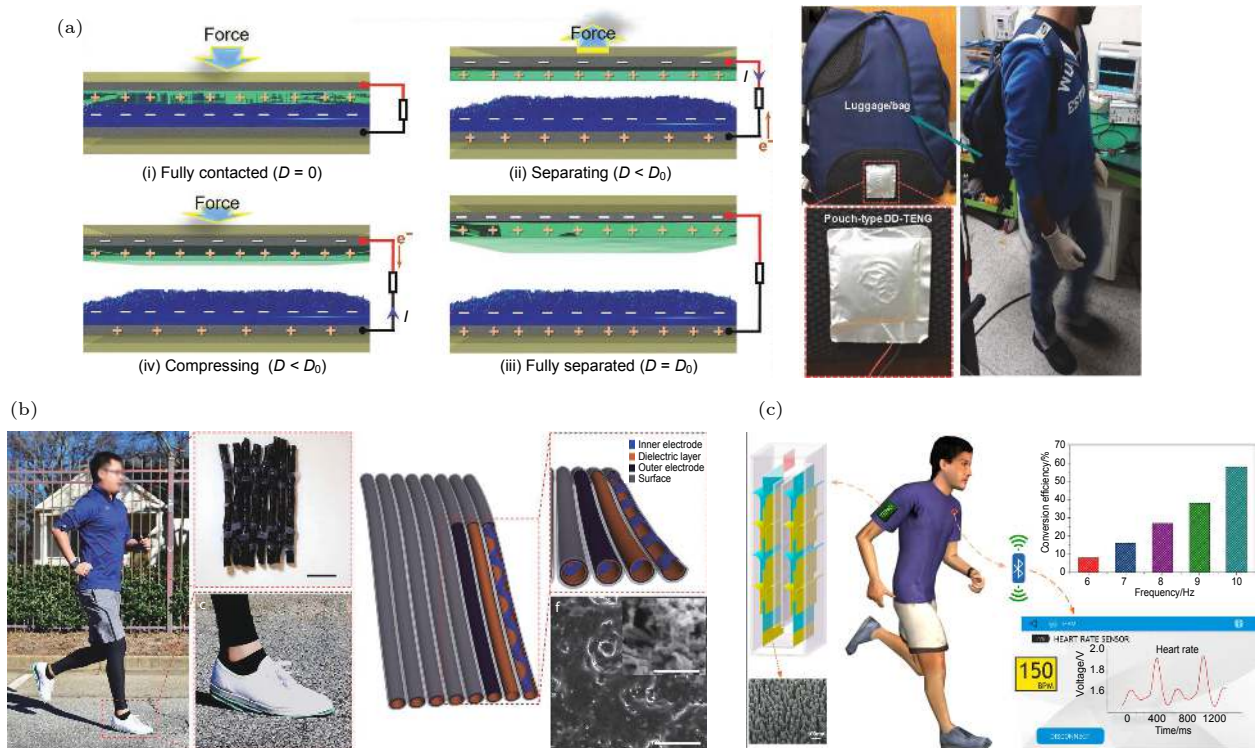 (a)
Force
Force
I
e−
(i) Fully contacted (D = 0)
(ii) Separating (D < D₀)
Force
e−
I
(iv) Compressing (D < D₀)
(iii) Fully separated (D = D₀)
Luggage/bag
Pouch-type DD-TENG
(b)
Inner electrode
Dielectric layer
Outer electrode
Surface
c
f
(c)
Conversion efficiency/%
70
60
50
40
30
20
10
0
6 7 8 9 10
Frequency/Hz
HEART RATE SENSOR:
150
BPM
Heart rate
Voltage/V
2.0
1.8
1.6
0 400 800 1200
Time/ms
DISCONNECT